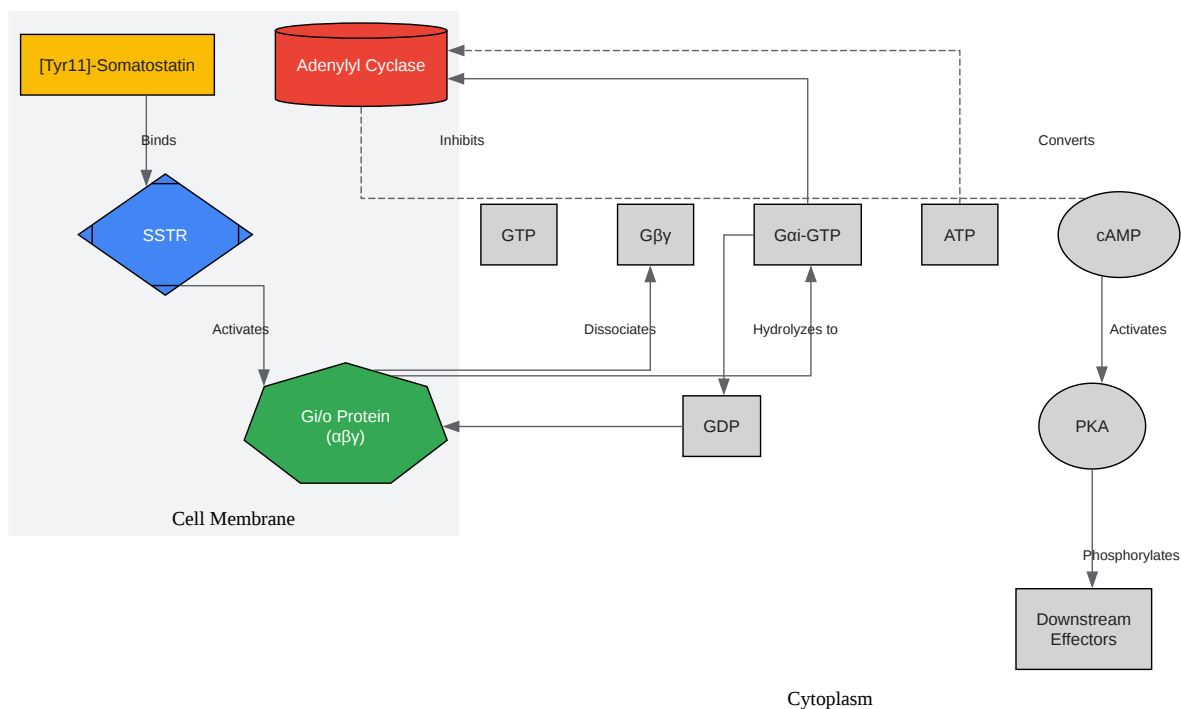 [Tyr11]-Somatostatin
Adenylyl Cyclase
Binds
Inhibits
Converts
SSTR
GTP
Gβγ
Gαi-GTP
ATP
cAMP
Activates
Dissociates
Hydrolyzes to
Activates
Gi/o Protein
(αβγ)
GDP
PKA
Cell Membrane
Phosphorylates
Downstream
Effectors
Cytoplasm